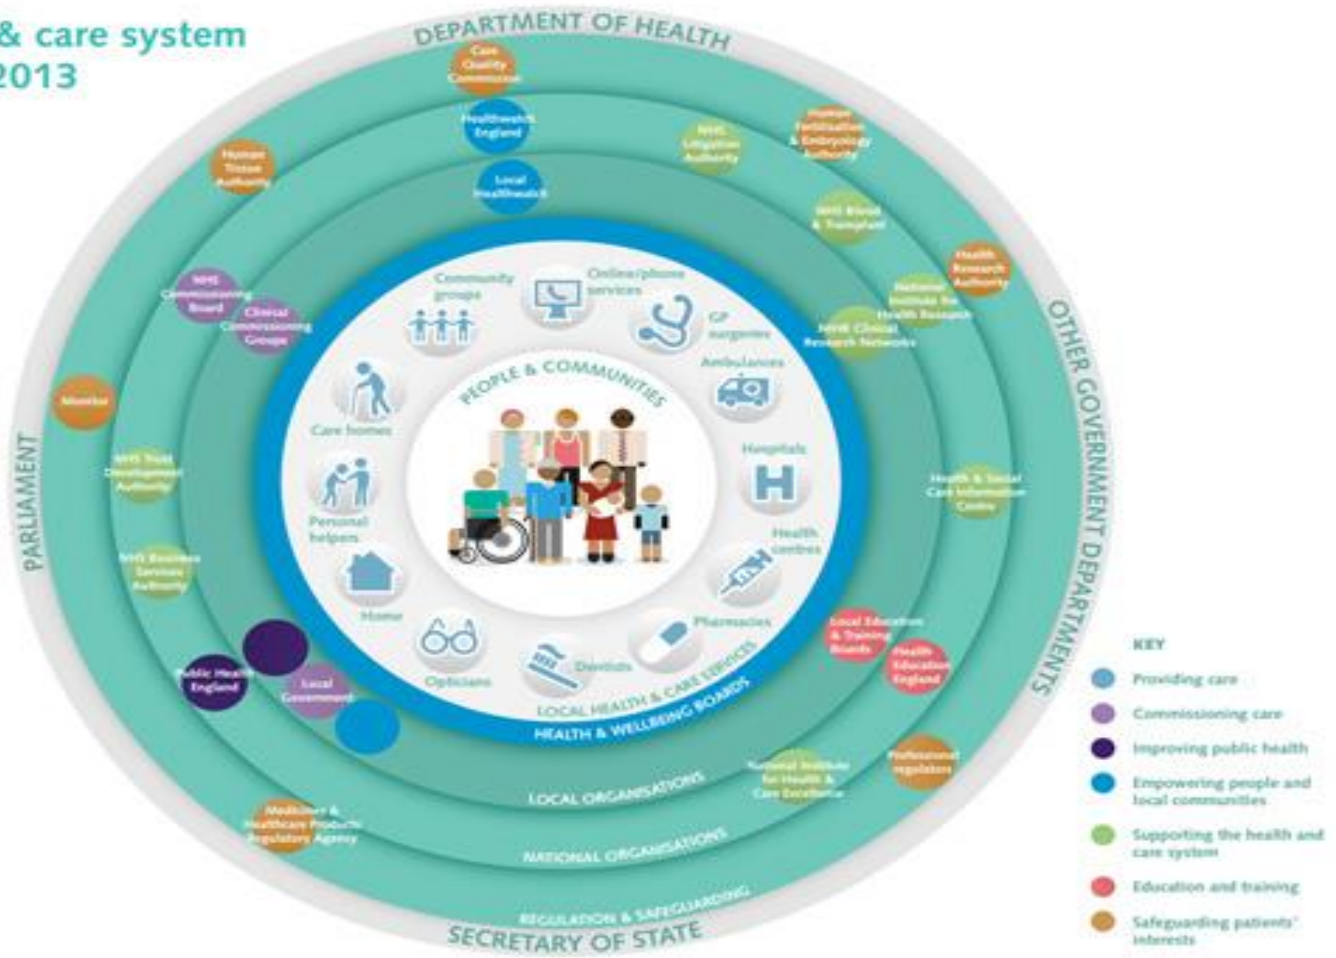 & care system
2013
DEPARTMENT OF HEALTH
Care
Quality
Commission
Healthwatch
England
Local
Healthwatch
NHS
Litigation
Authority
Human
Fertilisation
& Embryology
Authority
Human
Tissue
Authority
NHS Blood
& Transplant
Health
Research
Authority
National
Institute for
Health Research
NIHR Clinical
Research Networks
NHS
Commissioning
Board
Clinical
Commissioning
Groups
Community
groups
Online/phone
services
GP
surgeries
Ambulances
PEOPLE & COMMUNITIES
Care homes
Hospitals
Monitor
PARLIAMENT
OTHER GOVERNMENT DEPARTMENTS
NHS Trust
Development
Authority
Health & Social
Care Information
Centre
Personal
helpers
Health
centres
NHS Business
Services
Authority
Home
Pharmacies
Opticians
Dentists
LOCAL HEALTH & CARE SERVICES
HEALTH & WELLBEING BOARDS
Local Education
& Training
Boards
Health
Education
England
Public Health
England
Local
Government
National Institute
for Health &
Care Excellence
Professional
regulators
Medicines &
Healthcare Products
Regulatory Agency
LOCAL ORGANISATIONS
NATIONAL ORGANISATIONS
REGULATION & SAFEGUARDING
SECRETARY OF STATE
KEY
Providing care
Commissioning care
Improving public health
Empowering people and
local communities
Supporting the health and
care system
Education and training
Safeguarding patients'
interests